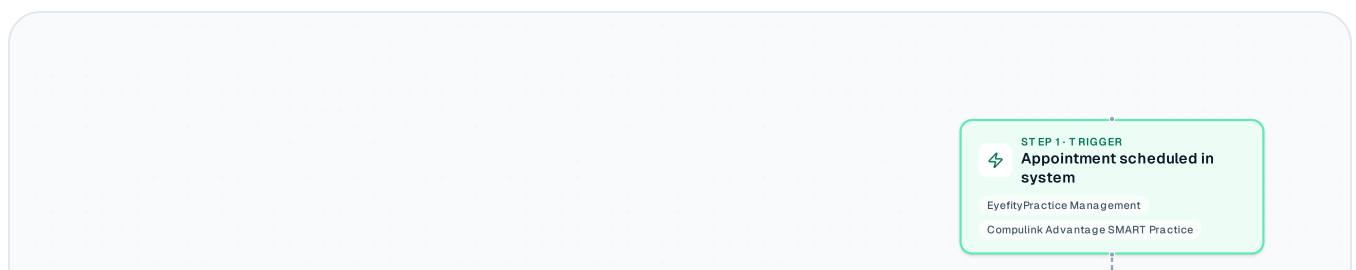 STEP 1 · TRIGGER
Appointment scheduled in
system
EyefityPractice Management
Compulink Advantage SMART Practice